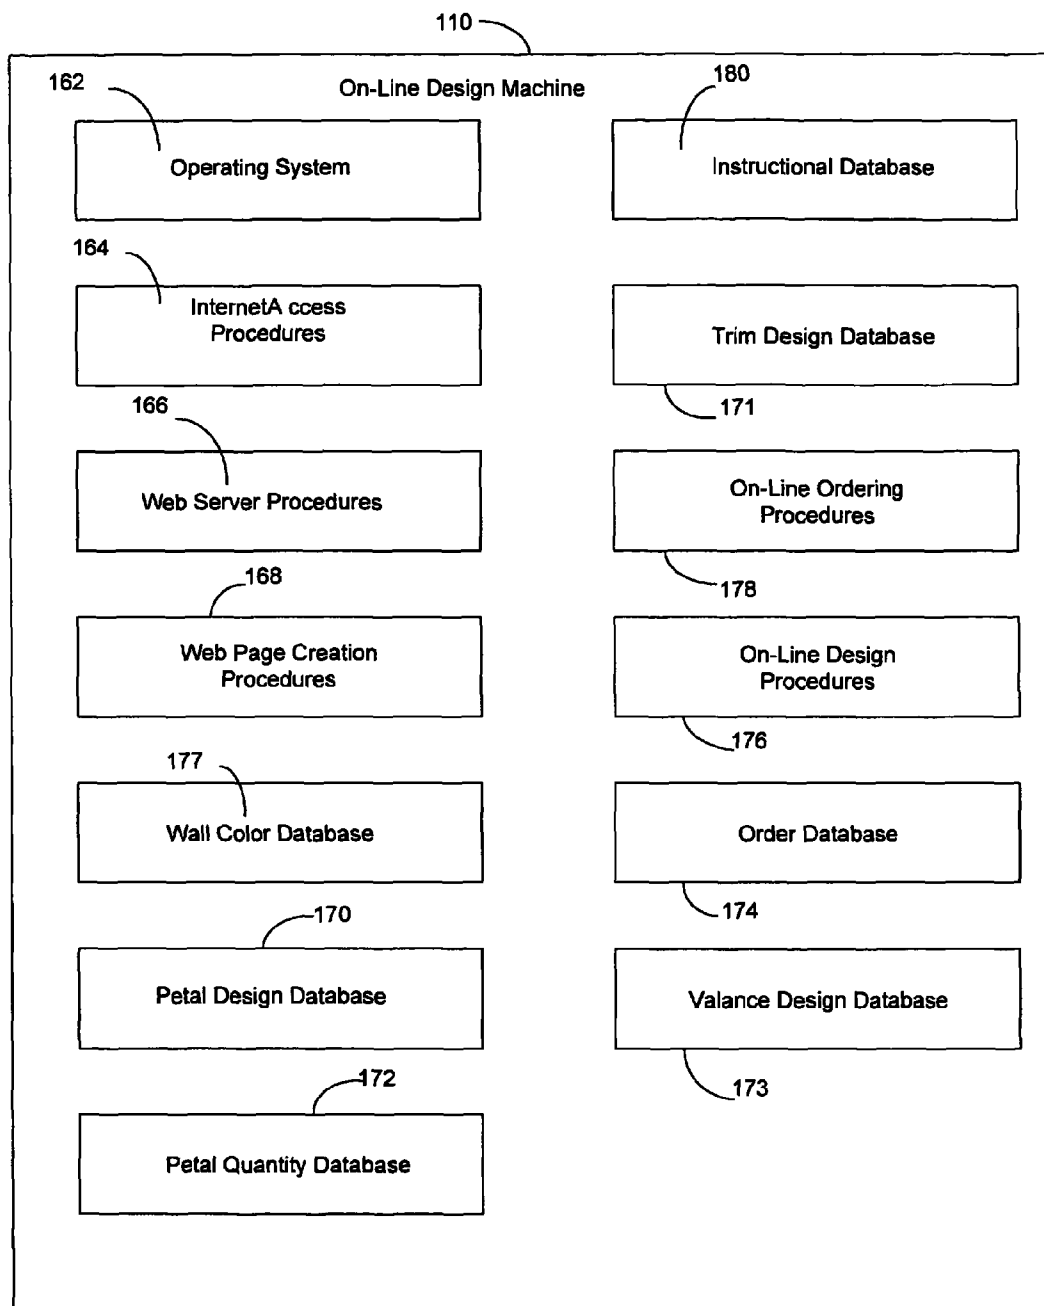 110
On-Line Design Machine
162
Operating System
180
Instructional Database
164
InternetA ccess
Procedures
Trim Design Database
171
166
Web Server Procedures
On-Line Ordering
Procedures
178
168
Web Page Creation
Procedures
On-Line Design
Procedures
176
177
Wall Color Database
Order Database
174
170
Petal Design Database
Valance Design Database
173
172
Petal Quantity Database